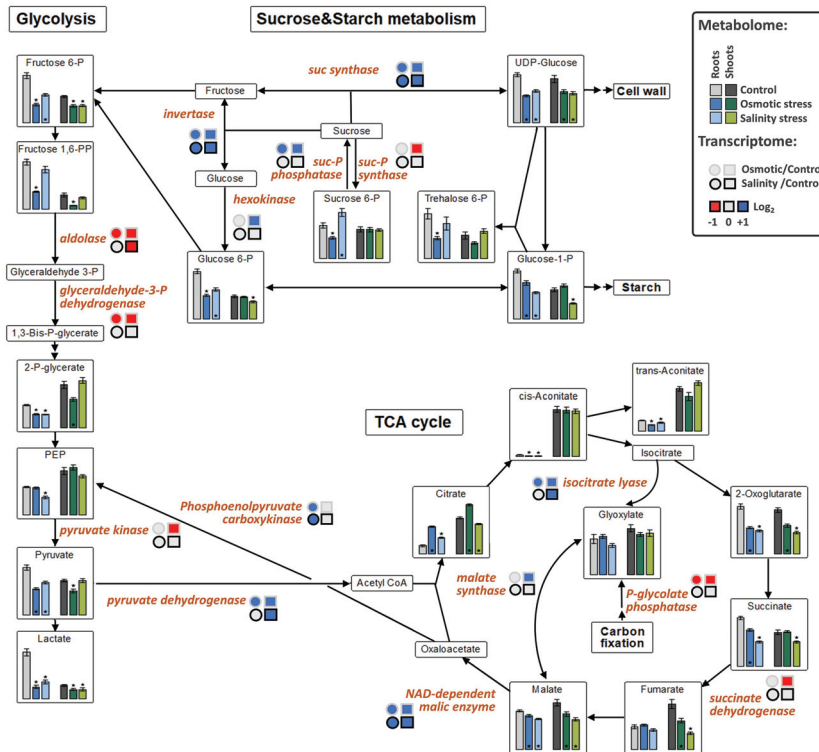 Glycolysis
Sucrose&Starch metabolism
Metabolome:
Roots
Shoots
Control
Osmotic stress
Salinity stress
Transcriptome:
Osmotic/Control
Salinity /Control
Log2
-1 0 +1
Fructose 6-P
suc synthase
UDP-Glucose
Fructose
Cell wall
invertase
Sucrose
Fructose 1,6-PP
suc-P
phosphatase
suc-P
synthase
Glucose
hexokinase
Sucrose 6-P
Trehalose 6-P
aldolase
Glucose 6-P
Glucose-1-P
Glyceraldehyde 3-P
Starch
glyceraldehyde-3-P
dehydrogenase
1,3-Bis-P-glycerate
2-P-glycerate
TCA cycle
cis-Aconitate
trans-Aconitate
PEP
Isocitrate
isocitrate lyase
Citrate
2-Oxoglutarate
Phosphoenolpyruvate
carboxykinase
Glyoxylate
pyruvate kinase
Pyruvate
Acetyl CoA
malate
synthase
P-glycolate
phosphatase
pyruvate dehydrogenase
Succinate
Carbon
fixation
Lactate
Oxaloacetate
NAD-dependent
malic enzyme
Malate
Fumarate
succinate
dehydrogenase